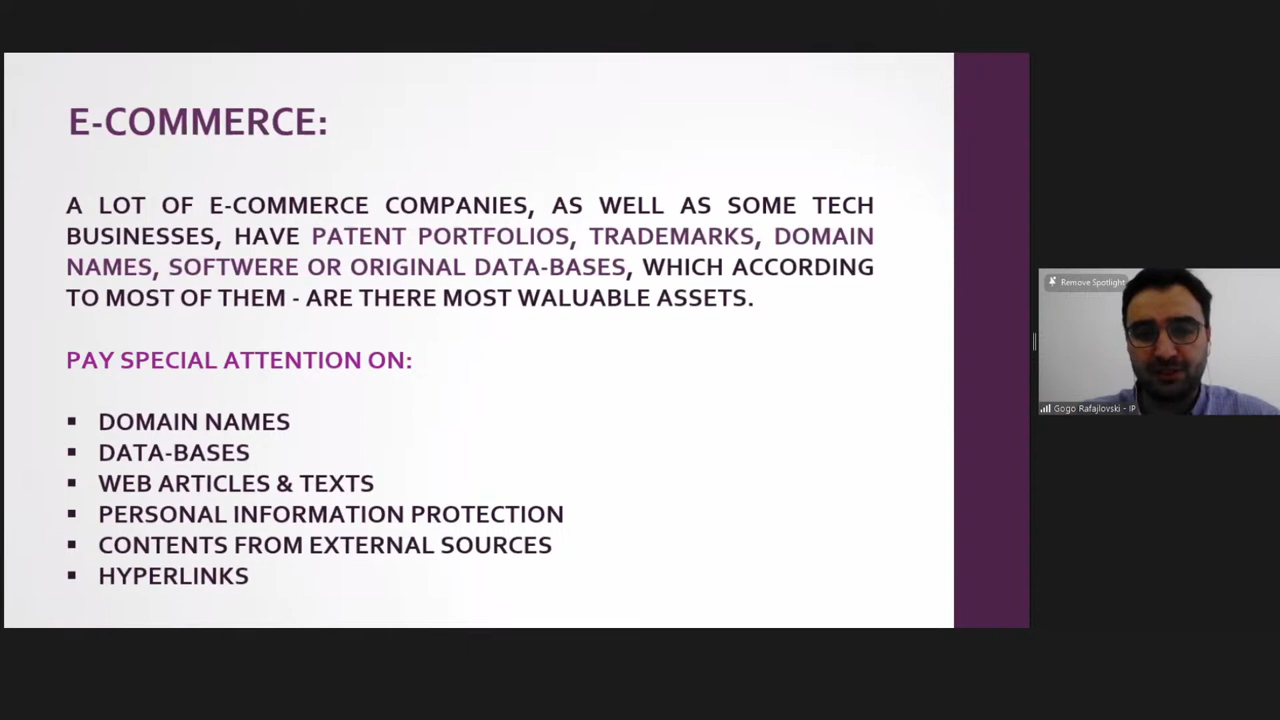 E-COMMERCE:
A LOT OF E-COMMERCE COMPANIES, AS WELL AS SOME TECH
BUSINESSES, HAVE PATENT PORTFOLIOS, TRADEMARKS, DOMAIN
NAMES, SOFTWERE OR ORIGINAL DATA-BASES, WHICH ACCORDING
TO MOST OF THEM - ARE THERE MOST WALUABLE ASSETS.
PAY SPECIAL ATTENTION ON:
▪ DOMAIN NAMES
▪ DATA-BASES
▪ WEB ARTICLES & TEXTS
▪ PERSONAL INFORMATION PROTECTION
▪ CONTENTS FROM EXTERNAL SOURCES
▪ HYPERLINKS
Remove Spotlight
Gogo Rafajlovski - IP